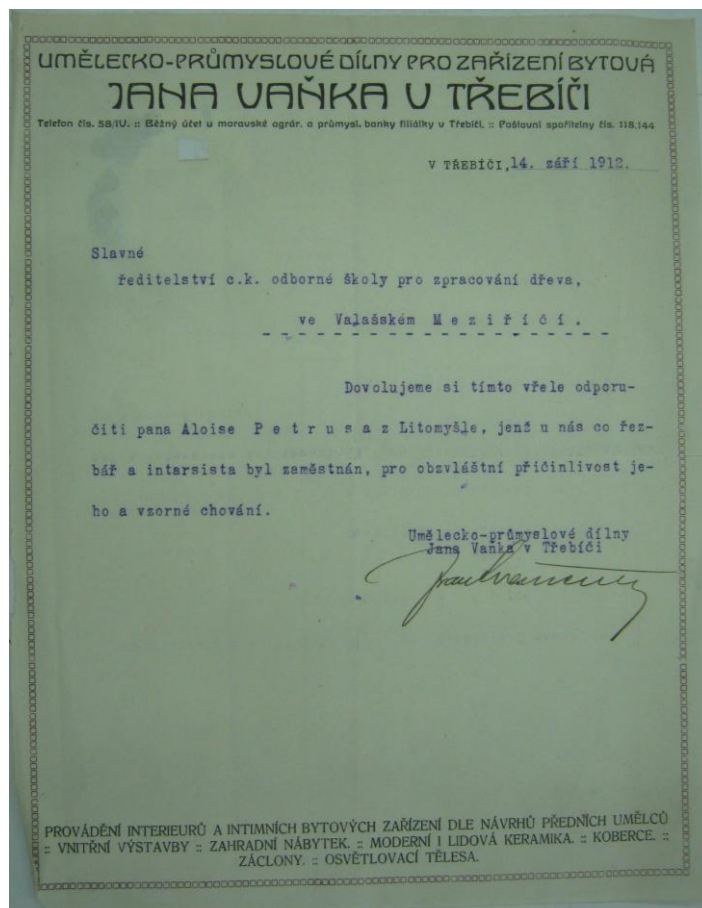 UMĚLECKO-PRŮMYSLOVÉ DÍLNY PRO ZAŘÍZENÍ BYTOVÁ
JANA VAŇKA V TŘEBÍČI
Telefon čís. 58/IV. :: Běžný účet u moravské agrár. a průmysl. banky filiálky v Třebíči. :: Poštovní spořitelny čís. 118.144
V TŘEBÍČI, 14. září 1912.
Slavné
ředitelství c.k. odborné školy pro zpracování dřeva,
ve Valašském M e z i ř í č í .
Dovolujeme si tímto vřele odporu-
čiti pana Aloise P e t r u s a z Litomyšle, jenž u nás co řez-
bář a intarsista byl zaměstnán, pro obzvláštní přičinlivost je-
ho a vzorné chování.
Umělecko-průmyslové dílny
Jana Vaňka v Třebíči
PROVÁDĚNÍ INTERIEURŮ A INTIMNÍCH BYTOVÝCH ZAŘÍZENÍ DLE NÁVRHŮ PŘEDNÍCH UMĚLCŮ
:: VNITŘNÍ VÝSTAVBY :: ZAHRADNÍ NÁBYTEK. :: MODERNÍ I LIDOVÁ KERAMIKA. :: KOBERCE. ::
ZÁCLONY. :: OSVĚTLOVACÍ TĚLESA.